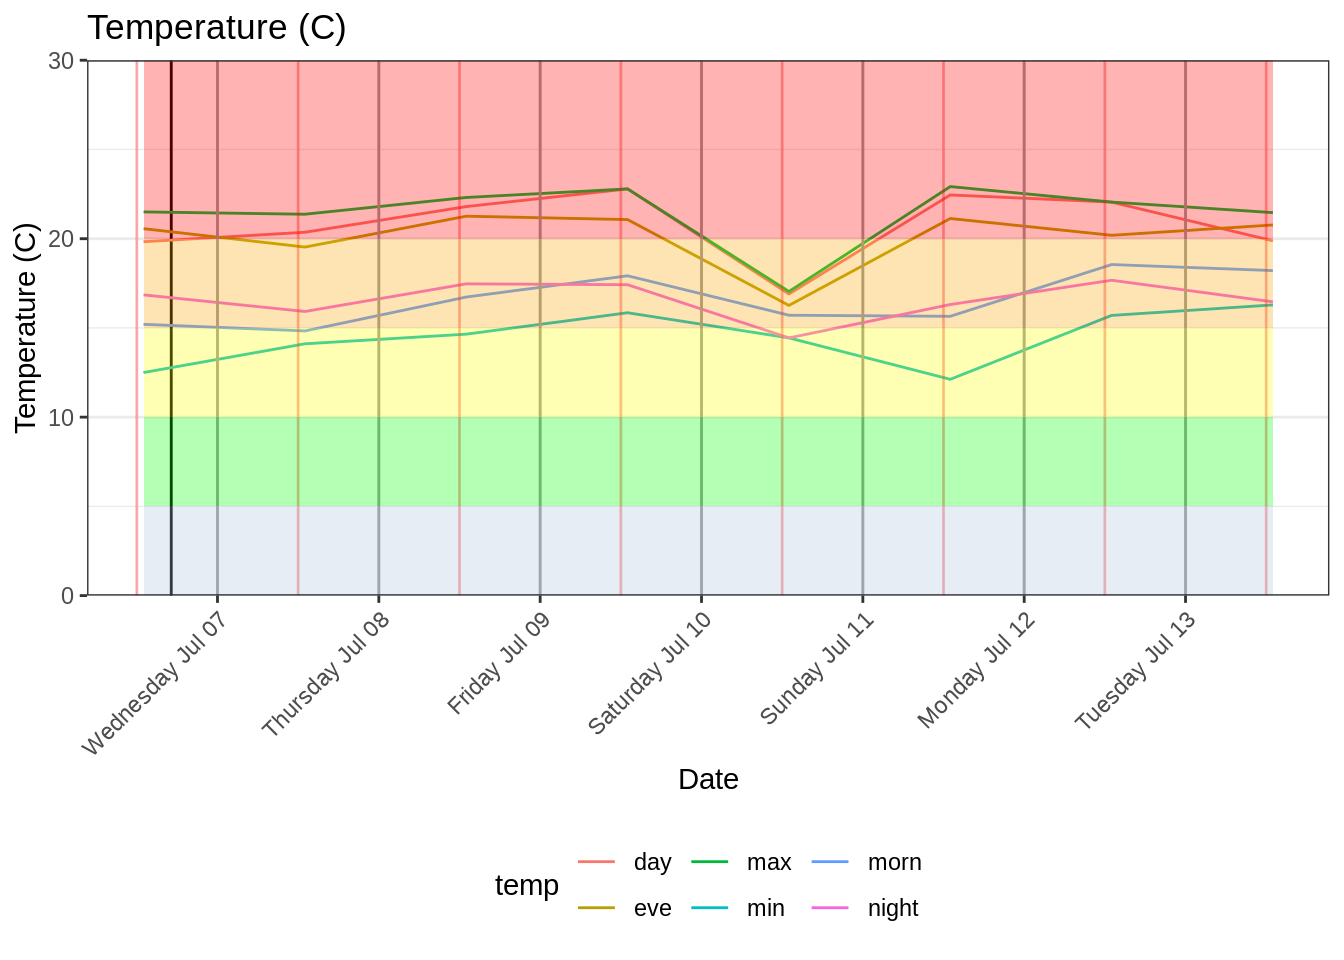 Temperature (C)
30
20
10
0
Temperature (C)
Wednesday Jul 07
Thursday Jul 08
Friday Jul 09
Saturday Jul 10
Sunday Jul 11
Monday Jul 12
Tuesday Jul 13
Date
temp
day max morn
eve min night